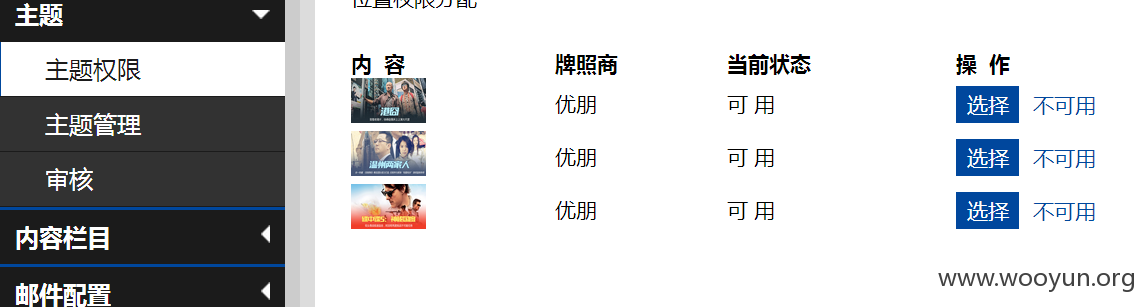 位置权限分配
主题
主题权限
主题管理
审核
内容栏目
邮件配置
内 容 牌照商 当前状态 操 作
港囧 优朋 可 用 选择 不可用
温州两家人 优朋 可 用 选择 不可用
优朋 可 用 选择 不可用
www.wooyun.org